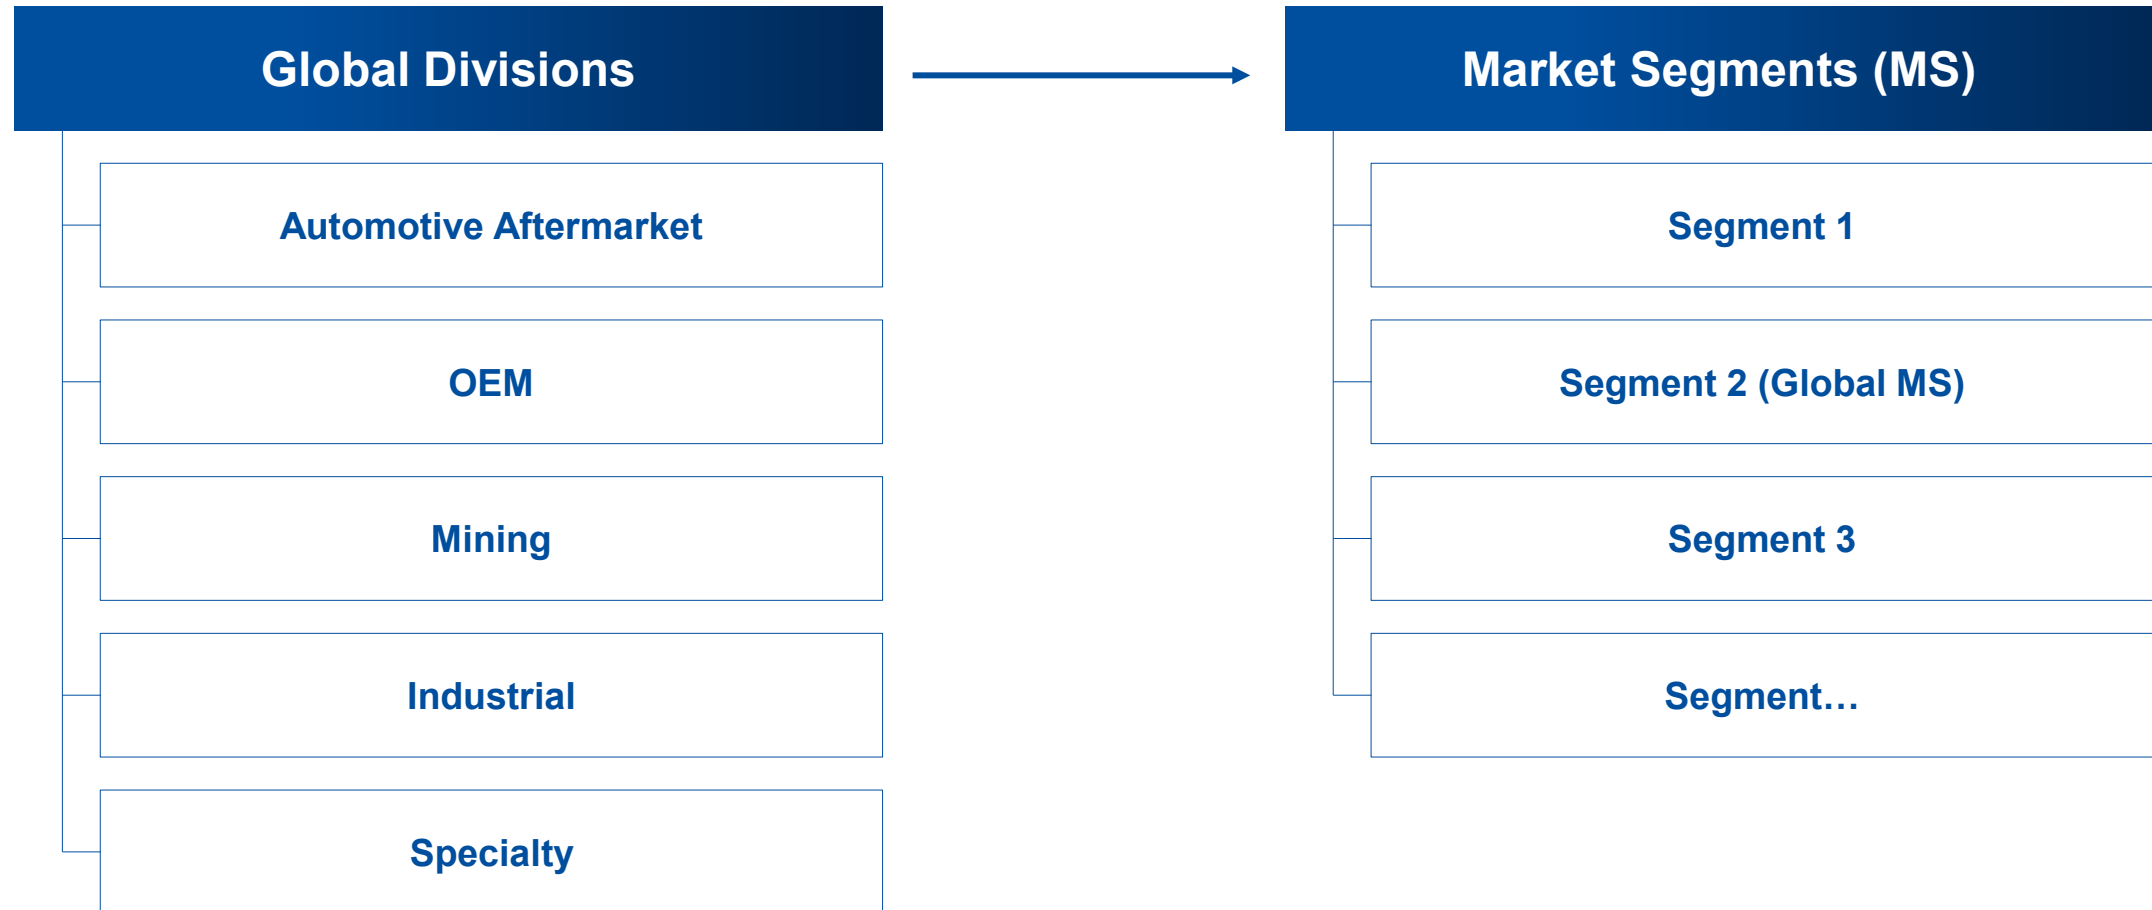 Global Divisions
Automotive Aftermarket
OEM
Mining
Industrial
Specialty
Market Segments (MS)
Segment 1
Segment 2 (Global MS)
Segment 3
Segment…